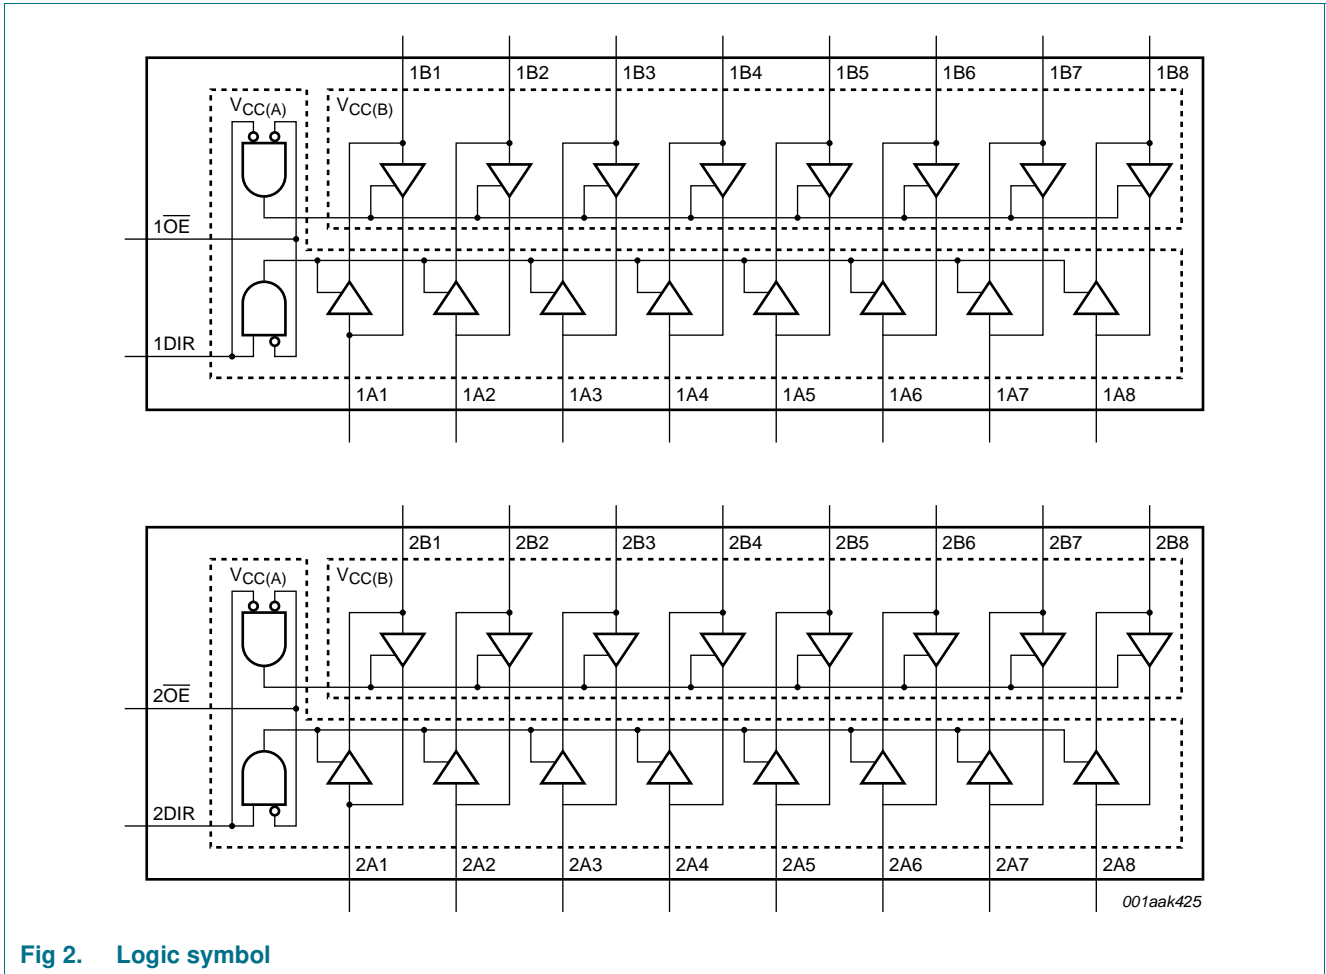 1B1 1B2 1B3 1B4 1B5 1B6 1B7 1B8
VCC(A) VCC(B)
1O̅E̅
1DIR
1A1 1A2 1A3 1A4 1A5 1A6 1A7 1A8
2B1 2B2 2B3 2B4 2B5 2B6 2B7 2B8
VCC(A) VCC(B)
2O̅E̅
2DIR
2A1 2A2 2A3 2A4 2A5 2A6 2A7 2A8
001aak425
Fig 2. Logic symbol